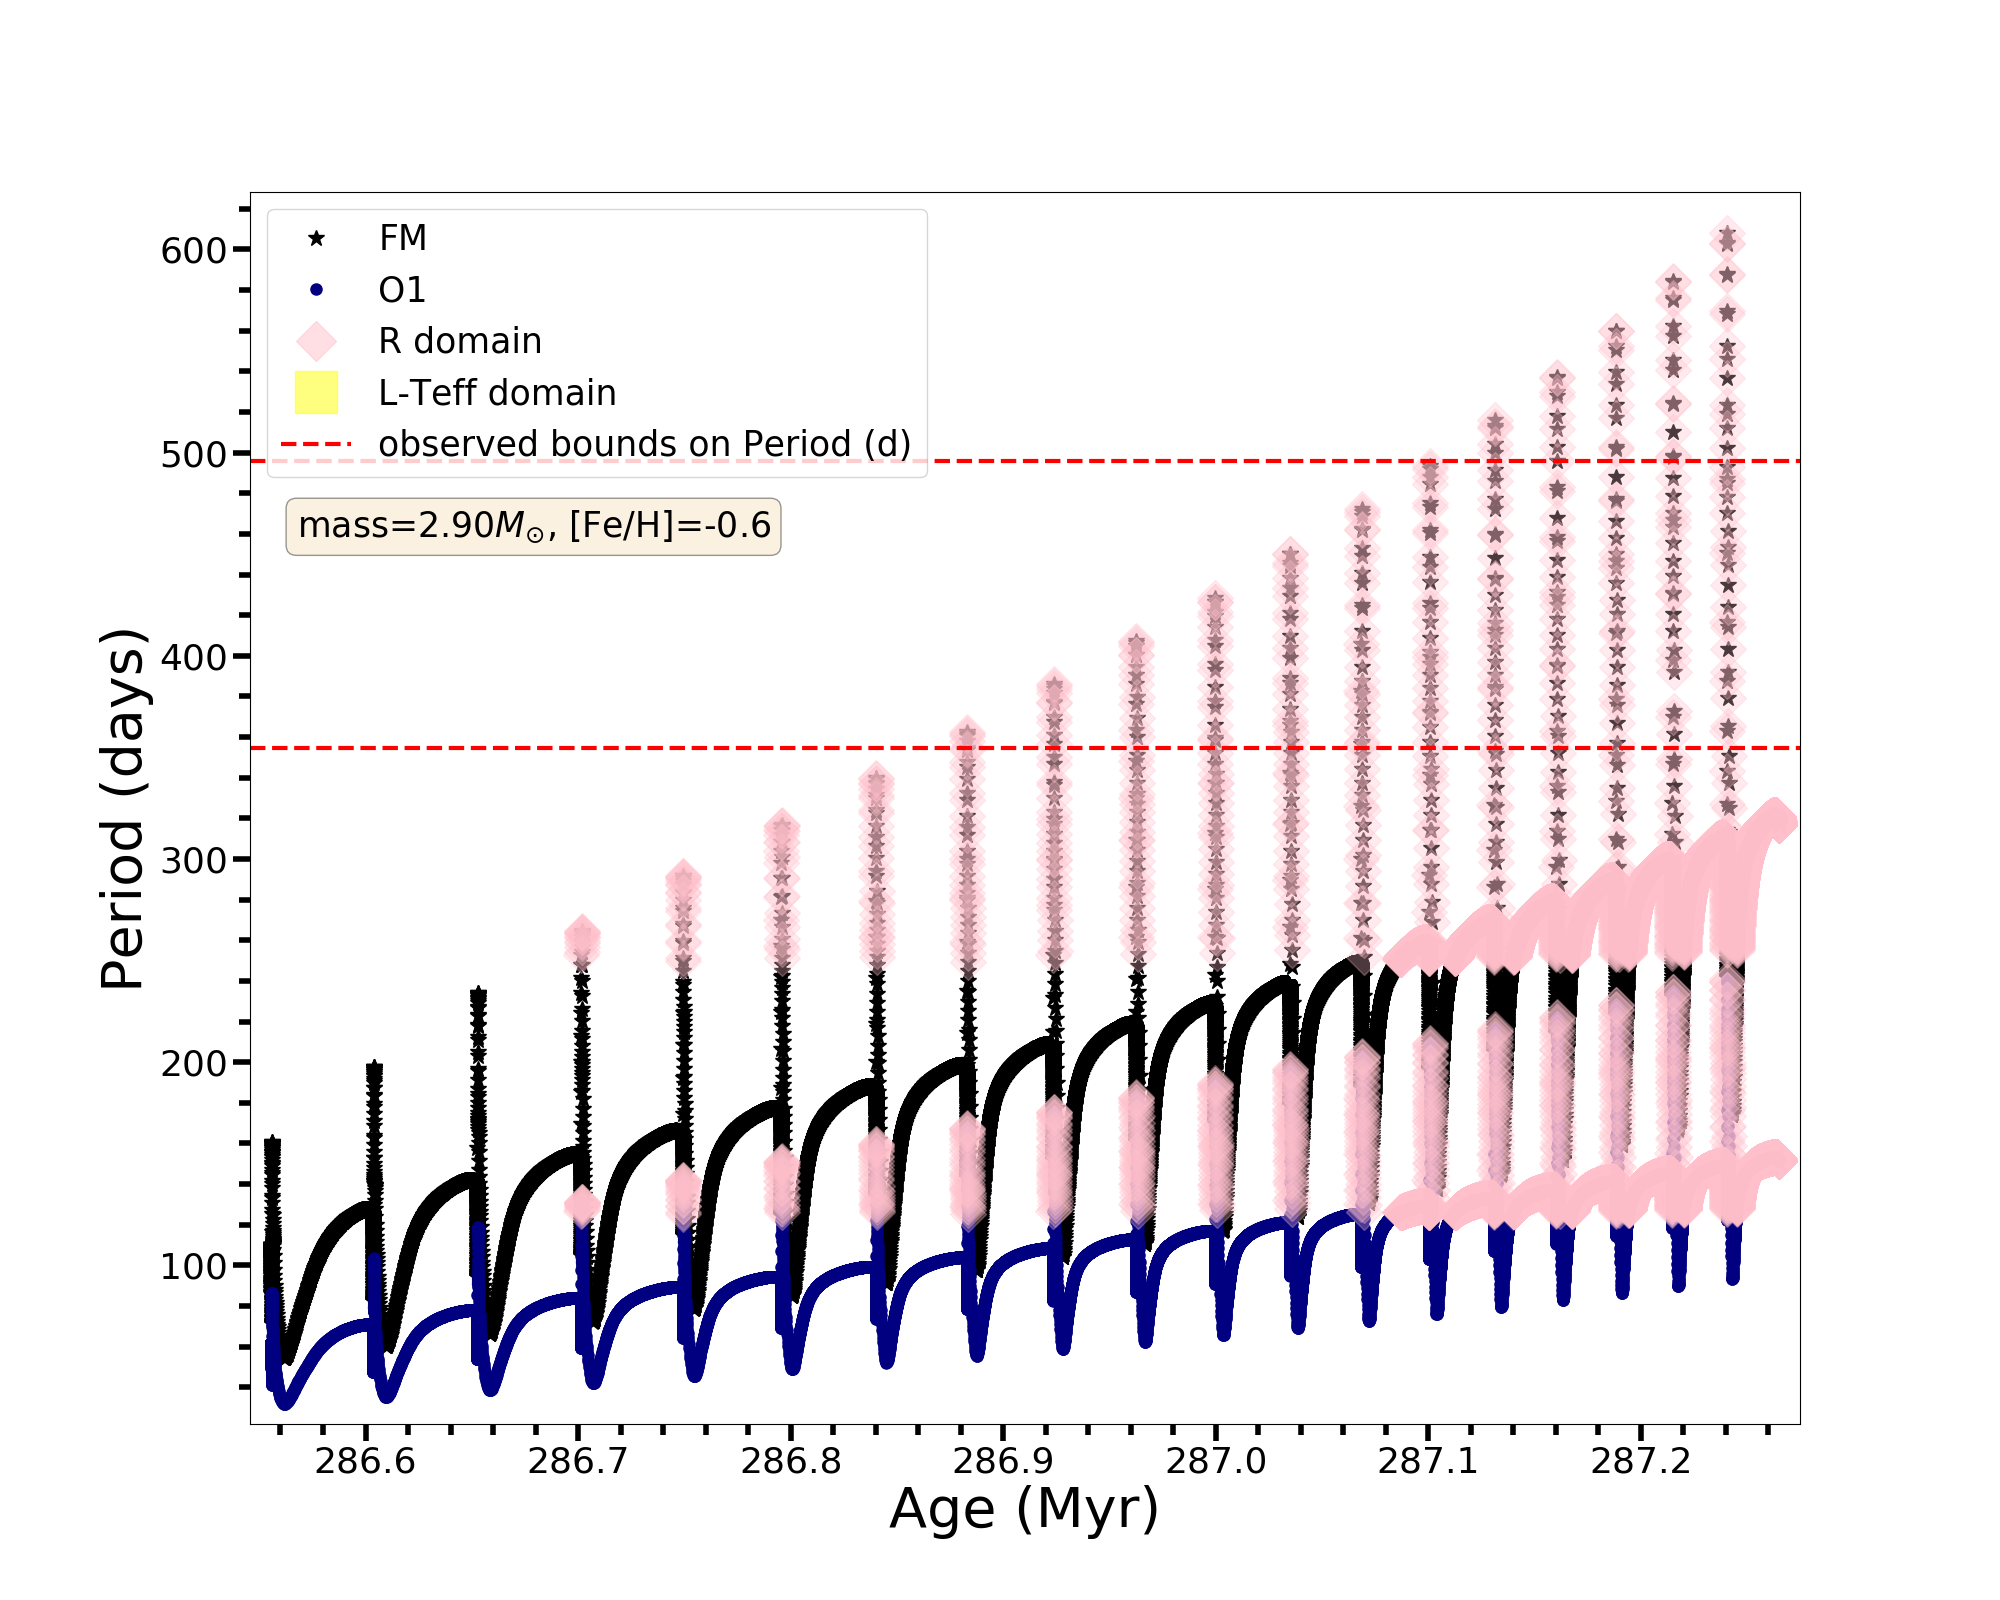 FM
O1
R domain
L-Teff domain
observed bounds on Period (d)
mass=2.90M⊙, [Fe/H]=-0.6
600
500
400
300
200
100
Period (days)
286.6 286.7 286.8 286.9 287.0 287.1 287.2
Age (Myr)